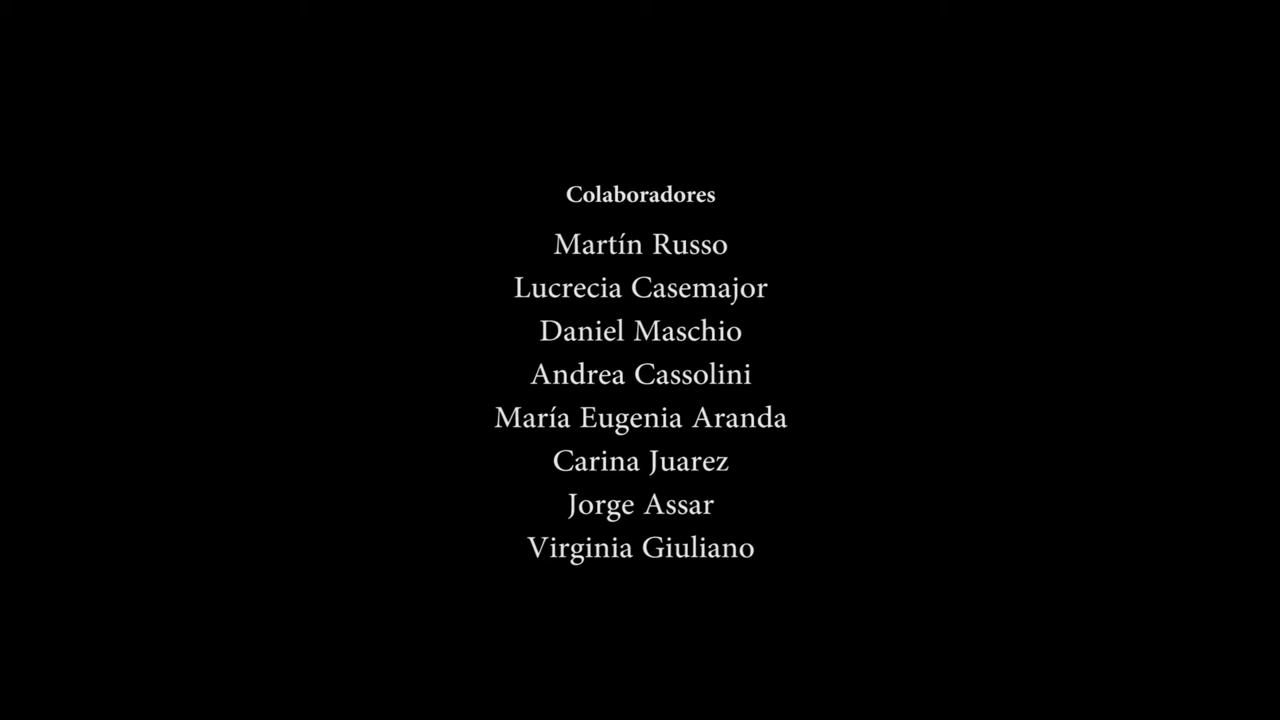 Colaboradores
Martín Russo
Lucrecia Casemajor
Daniel Maschio
Andrea Cassolini
María Eugenia Aranda
Carina Juarez
Jorge Assar
Virginia Giuliano